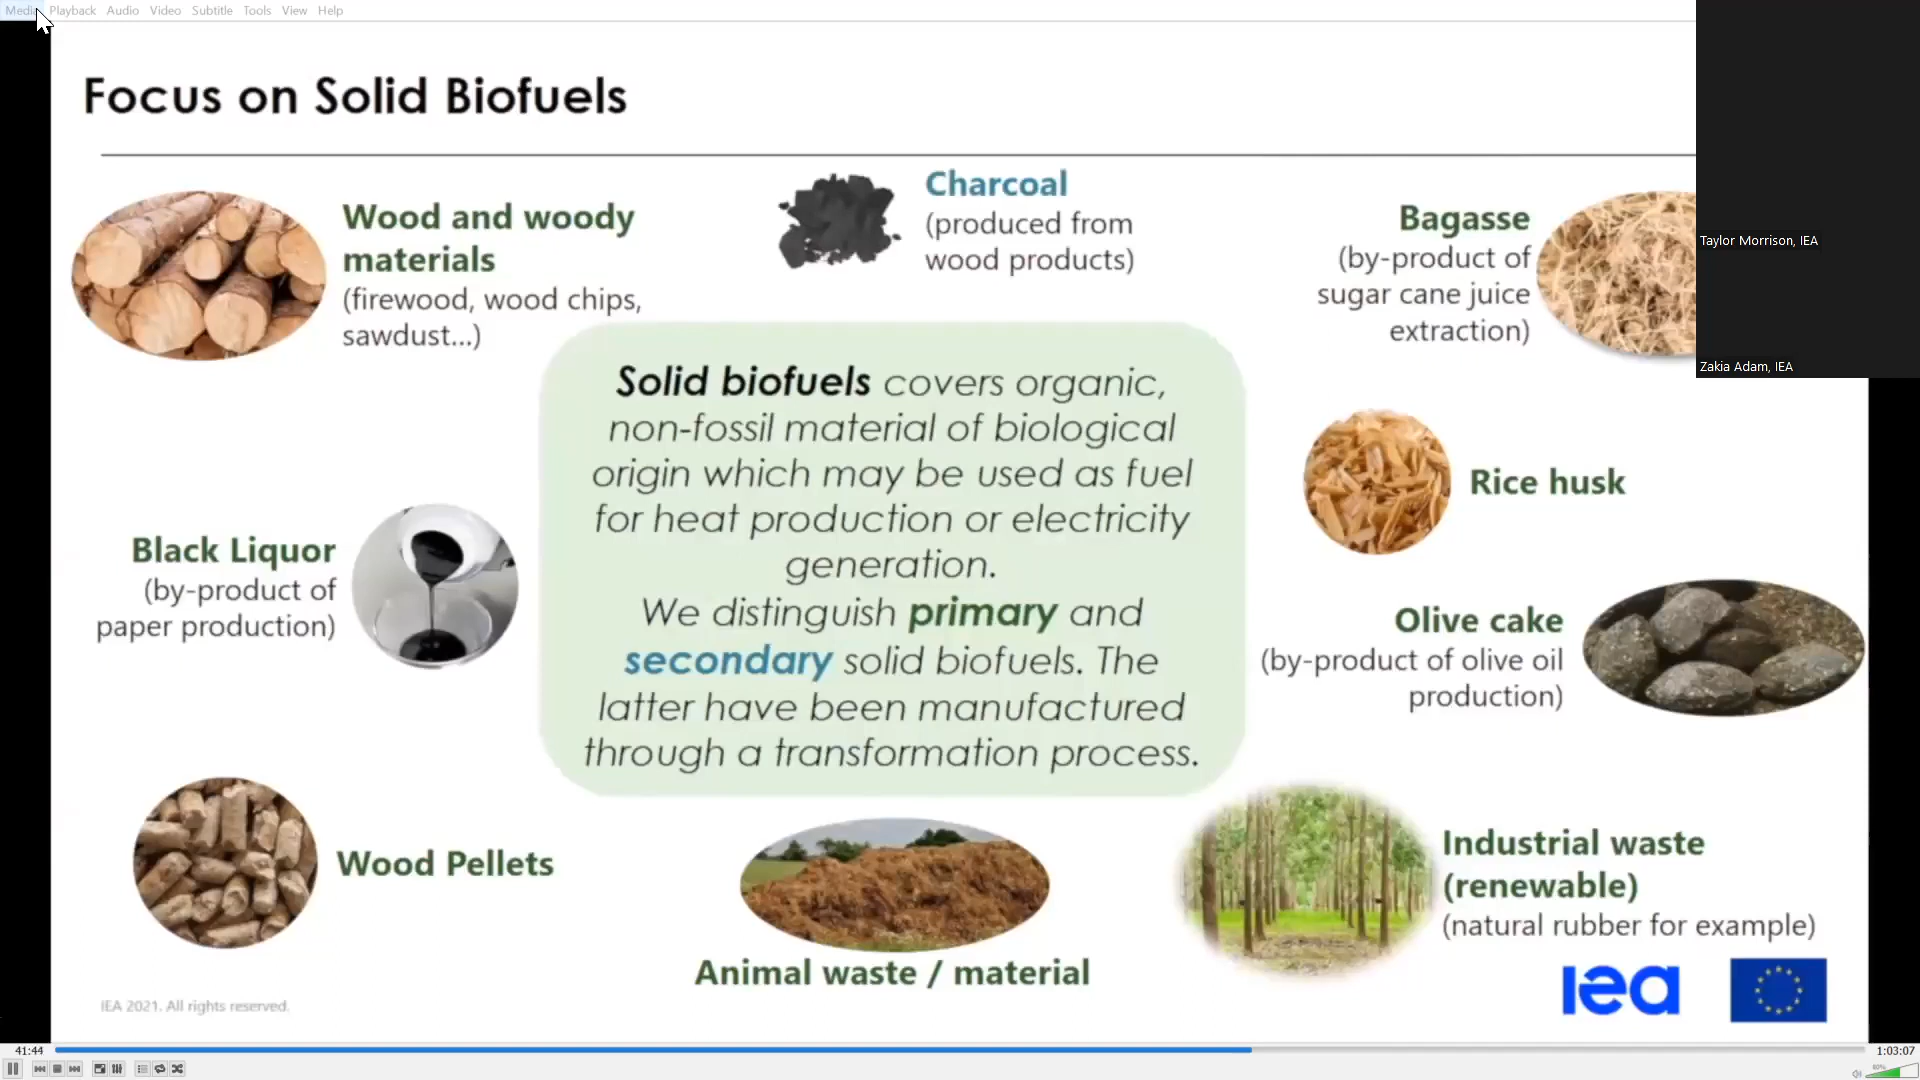 Media Playback Audio Video Subtitle Tools View Help
Focus on Solid Biofuels
Wood and woody
materials
(firewood, wood chips,
sawdust...)
Charcoal
(produced from
wood products)
Bagasse
(by-product of
sugar cane juice
extraction)
Taylor Morrison, IEA
Zakia Adam, IEA
Solid biofuels covers organic,
non-fossil material of biological
origin which may be used as fuel
for heat production or electricity
generation.
We distinguish primary and
secondary solid biofuels. The
latter have been manufactured
through a transformation process.
Rice husk
Black Liquor
(by-product of
paper production)
Olive cake
(by-product of olive oil
production)
Wood Pellets
Animal waste / material
Industrial waste
(renewable)
(natural rubber for example)
IEA 2021. All rights reserved.
iea
41:44
1:03:07
80%